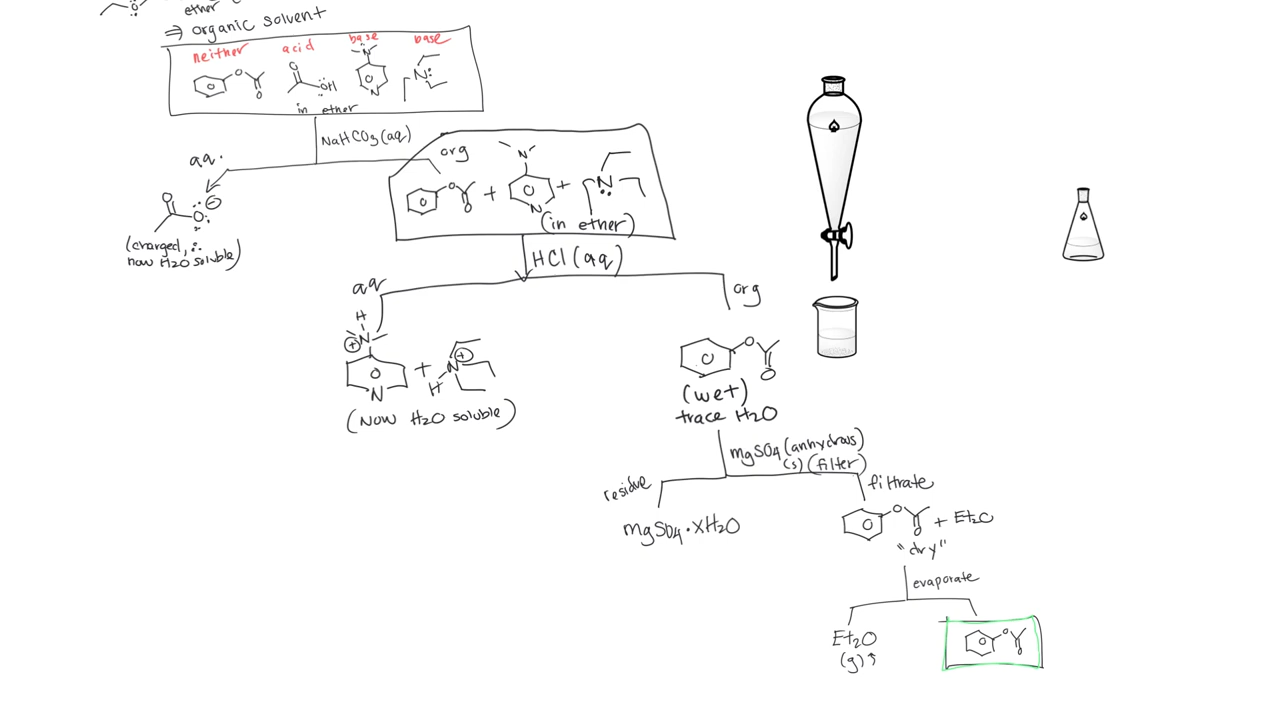 ether
⇒ organic solvent
neither acid base base
in ether
NaHCO3 (aq)
aq. org
(charged, ∴
now H2O soluble)
(in ether)
HCl (aq)
aq org
(Now H2O soluble)
(wet)
trace H2O
MgSO4 (anhydrous)
(s) (filter)
residue filtrate
MgSO4 · XH2O
+ Et2O
"dry"
evaporate
Et2O
(g) ↑